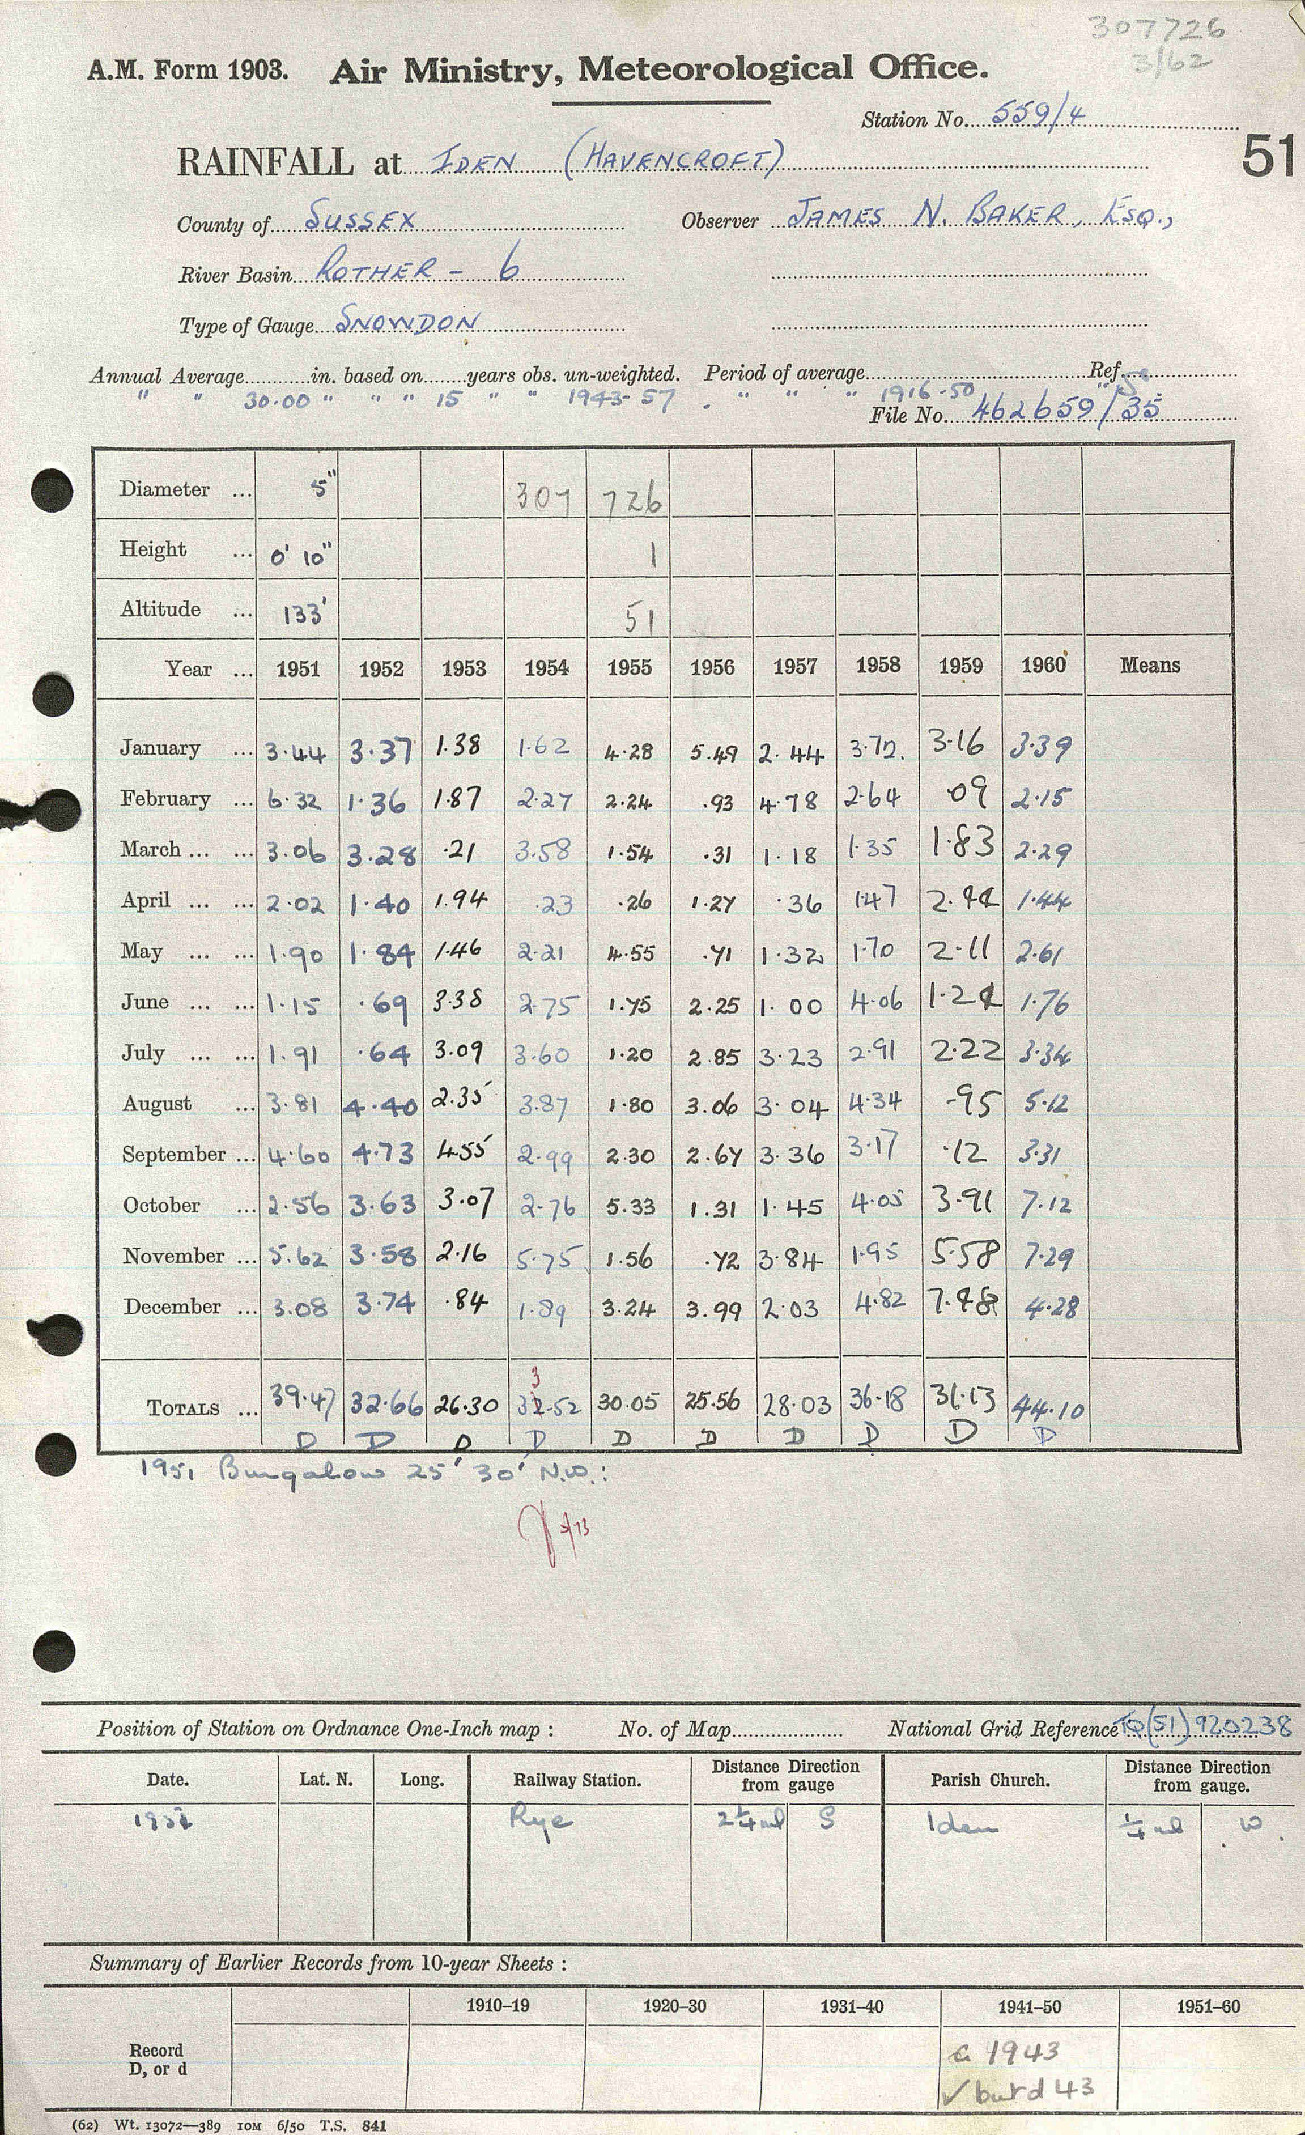 307726
3/62
A.M. Form 1903. Air Ministry, Meteorological Office.
Station No. 559/4
51
RAINFALL at IDEN (HAVENCROFT)
County of SUSSEX Observer JAMES N. BAKER, ESQ.,
River Basin ROTHER - 6
Type of Gauge SNOWDON
Annual Average............in. based on........years obs. un-weighted. Period of average........ Ref.
" " 30.00 " " " 15 " " 1943-57 . " " " 1916-50 "
File No. 462659/35
Diameter ... 5" 307 726
Height ... 0' 10" 1
Altitude ... 133' 51
Year ... 1951 1952 1953 1954 1955 1956 1957 1958 1959 1960 Means
January ... 3.44 3.37 1.38 1.62 4.28 5.49 2.44 3.72 3.16 3.39
February ... 6.32 1.36 1.87 2.27 2.24 .93 4.78 2.64 .09 2.15
March ... ... 3.06 3.28 .21 3.58 1.54 .31 1.18 1.35 1.83 2.29
April ... ... 2.02 1.40 1.94 .23 .26 1.27 .36 1.47 2.44 1.44
May ... ... 1.90 1.84 1.46 2.21 4.55 .71 1.32 1.70 2.11 2.61
June ... ... 1.15 .69 3.38 2.75 1.75 2.25 1.00 4.06 1.24 1.76
July ... ... 1.91 .64 3.09 3.60 1.20 2.85 3.23 2.91 2.22 3.34
August ... 3.81 4.40 2.35 3.87 1.80 3.06 3.04 4.34 .95 5.12
September ... 4.60 4.73 4.55 2.99 2.30 2.67 3.36 3.17 .12 3.31
October ... 2.56 3.63 3.07 2.76 5.33 1.31 1.45 4.05 3.91 7.12
November ... 5.62 3.58 2.16 5.75 1.56 .72 3.84 1.95 5.58 7.29
December ... 3.08 3.74 .84 1.89 3.24 3.99 2.03 4.82 7.48 4.28
3
TOTALS ... 39.47 32.66 26.30 32.52 30.05 25.56 28.03 36.18 31.13 44.10
D D D D D D D D D D
1951 Bungalow 25' 30' N.W.:
Position of Station on Ordnance One-Inch map : No. of Map.................... National Grid Reference TQ(51)920238
Date. Lat. N. Long. Railway Station. Distance Direction from gauge Parish Church. Distance Direction from gauge.
1951 Rye 2¼ml S Iden ¼ml W.
Summary of Earlier Records from 10-year Sheets :
1910–19 1920–30 1931–40 1941–50 1951–60
Record
D, or d
a 1943
✓ but d 43
(62) Wt. 13072—389 10M 6/50 T.S. 841